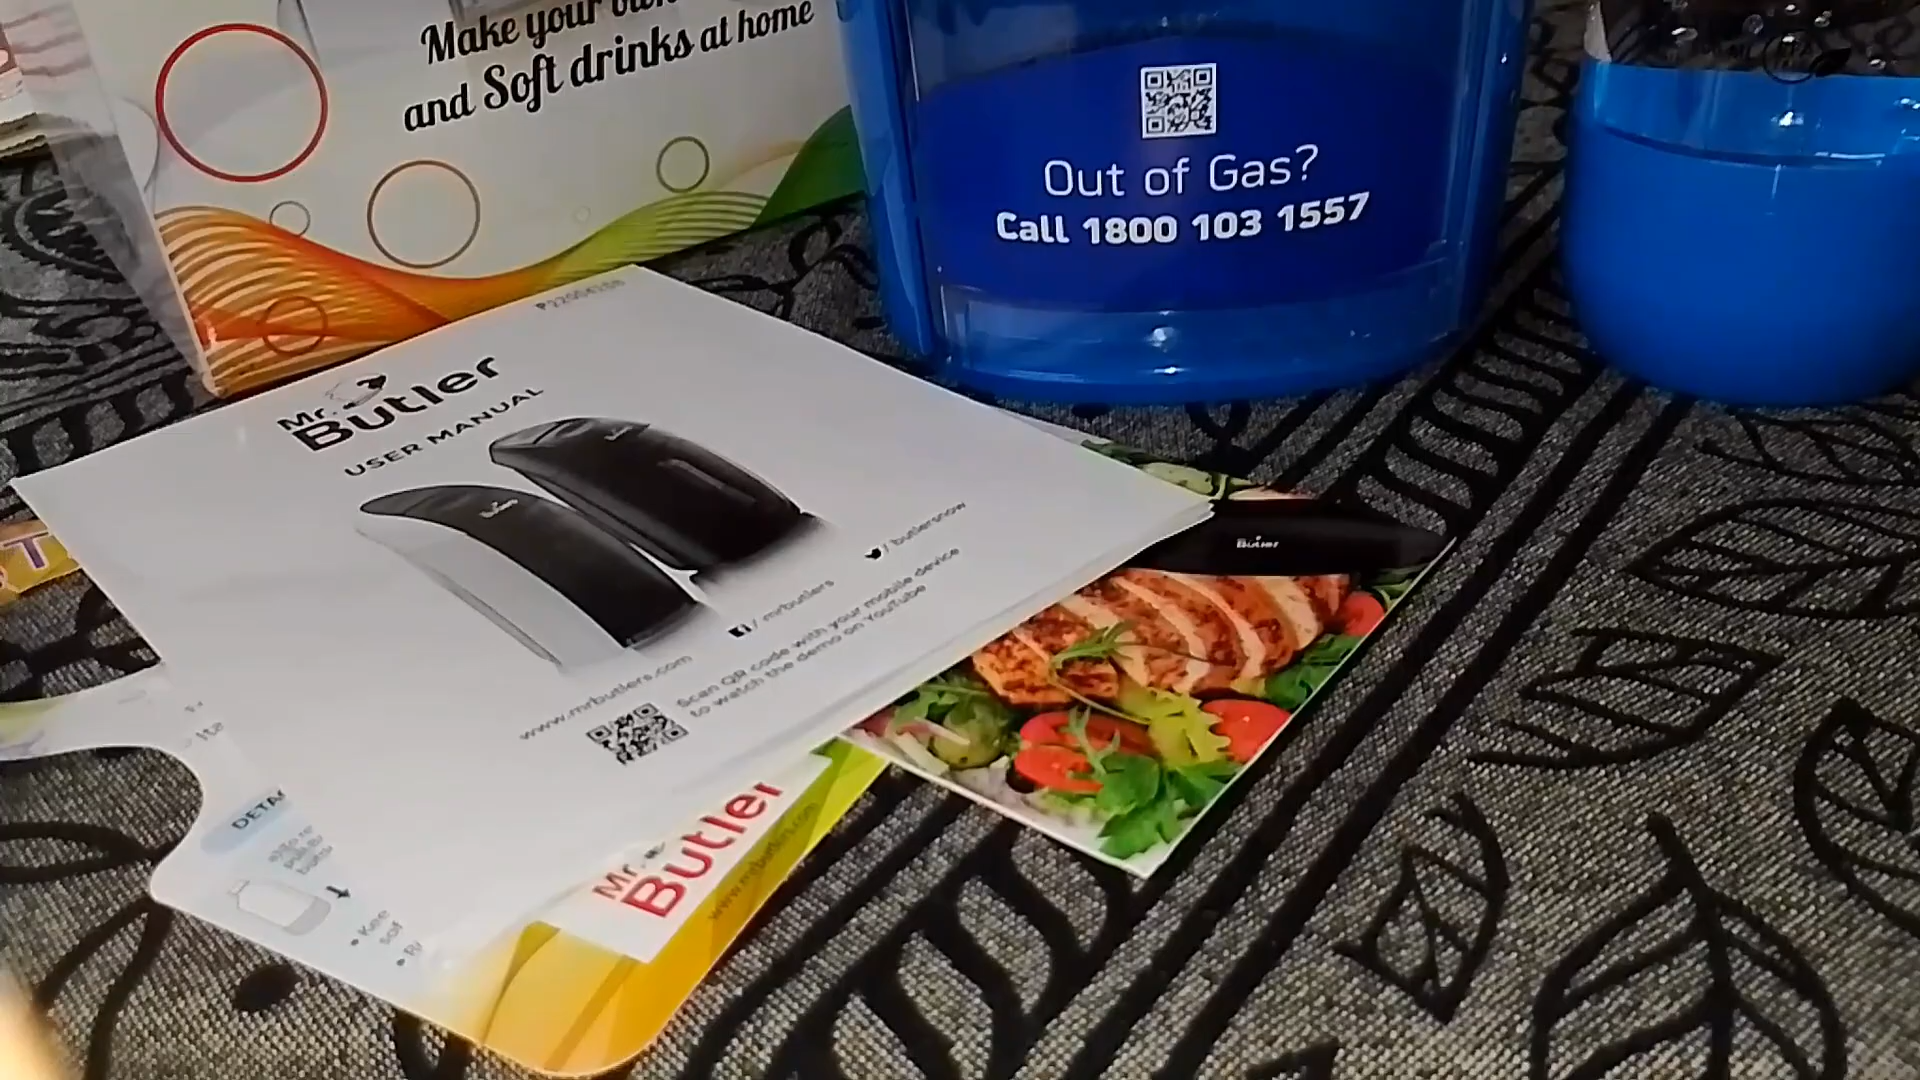 Make your own
and Soft drinks at home
Out of Gas?
Call 1800 103 1557
P22004208
Mr.
Butler
USER MANUAL
Butler
/ mrbutlers
/ butlersnow
www.mrbutlers.com
Scan QR code with your mobile device
to watch the demo on YouTube
Mr.
Butler
www.mrbutlers.com